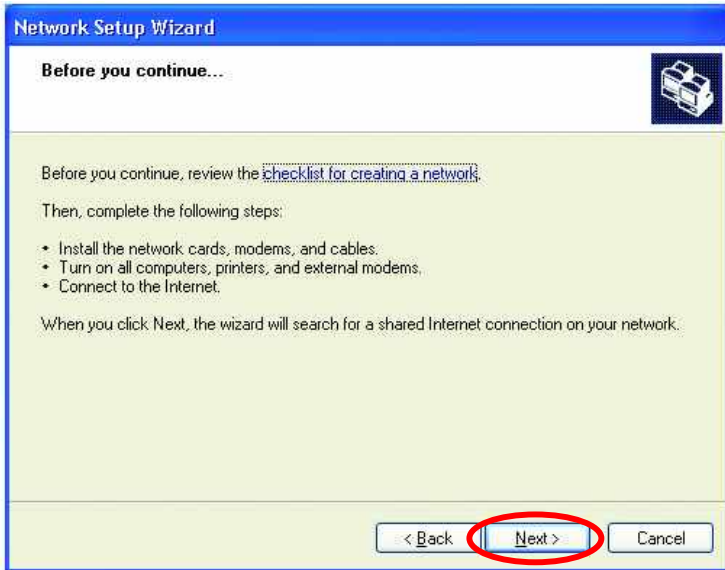 Network Setup Wizard
Before you continue...
Before you continue, review the checklist for creating a network.
Then, complete the following steps:
• Install the network cards, modems, and cables.
• Turn on all computers, printers, and external modems.
• Connect to the Internet.
When you click Next, the wizard will search for a shared Internet connection on your network.
< Back Next > Cancel